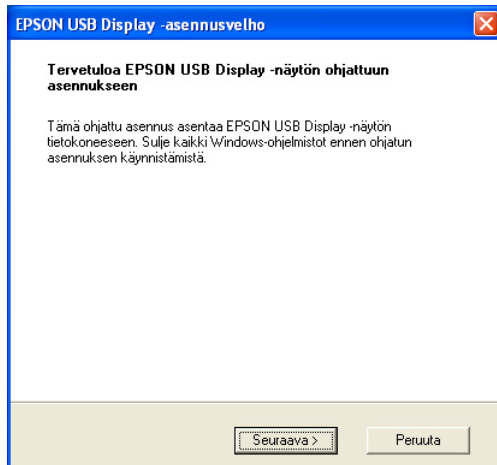 EPSON USB Display -asennusvelho
Tervetuloa EPSON USB Display -näytön ohjattuun
asennukseen
Tämä ohjattu asennus asentaa EPSON USB Display -näytön
tietokoneeseen. Sulje kaikki Windows-ohjelmistot ennen ohjatun
asennuksen käynnistämistä.
Seuraava >
Peruuta